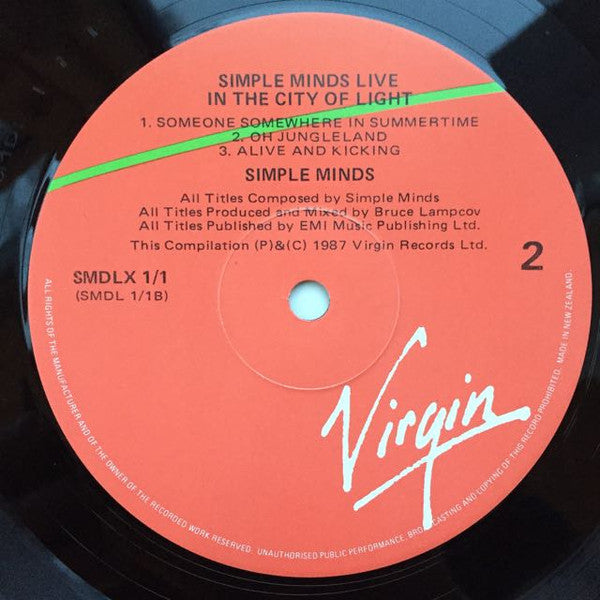 SIMPLE MINDS LIVE
IN THE CITY OF LIGHT
1. SOMEONE SOMEWHERE IN SUMMERTIME
2. OH JUNGLELAND
3. ALIVE AND KICKING
SIMPLE MINDS
All Titles Composed by Simple Minds
All Titles Produced and Mixed by Bruce Lampcov
All Titles Published by EMI Music Publishing Ltd.
This Compilation (P)&(C) 1987 Virgin Records Ltd.
2
SMDLX 1/1
(SMDL 1/1B)
Virgin
ALL RIGHTS OF THE MANUFACTURER AND OF THE OWNER OF THE RECORDED WORK RESERVED. UNAUTHORISED PUBLIC PERFORMANCE, BROADCASTING AND COPYING OF THIS RECORD PROHIBITED. MADE IN NEW ZEALAND.